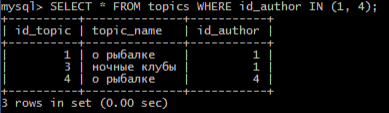 mysql> SELECT * FROM topics WHERE id_author IN (1, 4);
+----------+--------------+-----------+
| id_topic | topic_name | id_author |
+----------+--------------+-----------+
| 1 | о рыбалке | 1 |
| 3 | ночные клубы | 1 |
| 4 | о рыбалке | 4 |
+----------+--------------+-----------+
3 rows in set (0.00 sec)